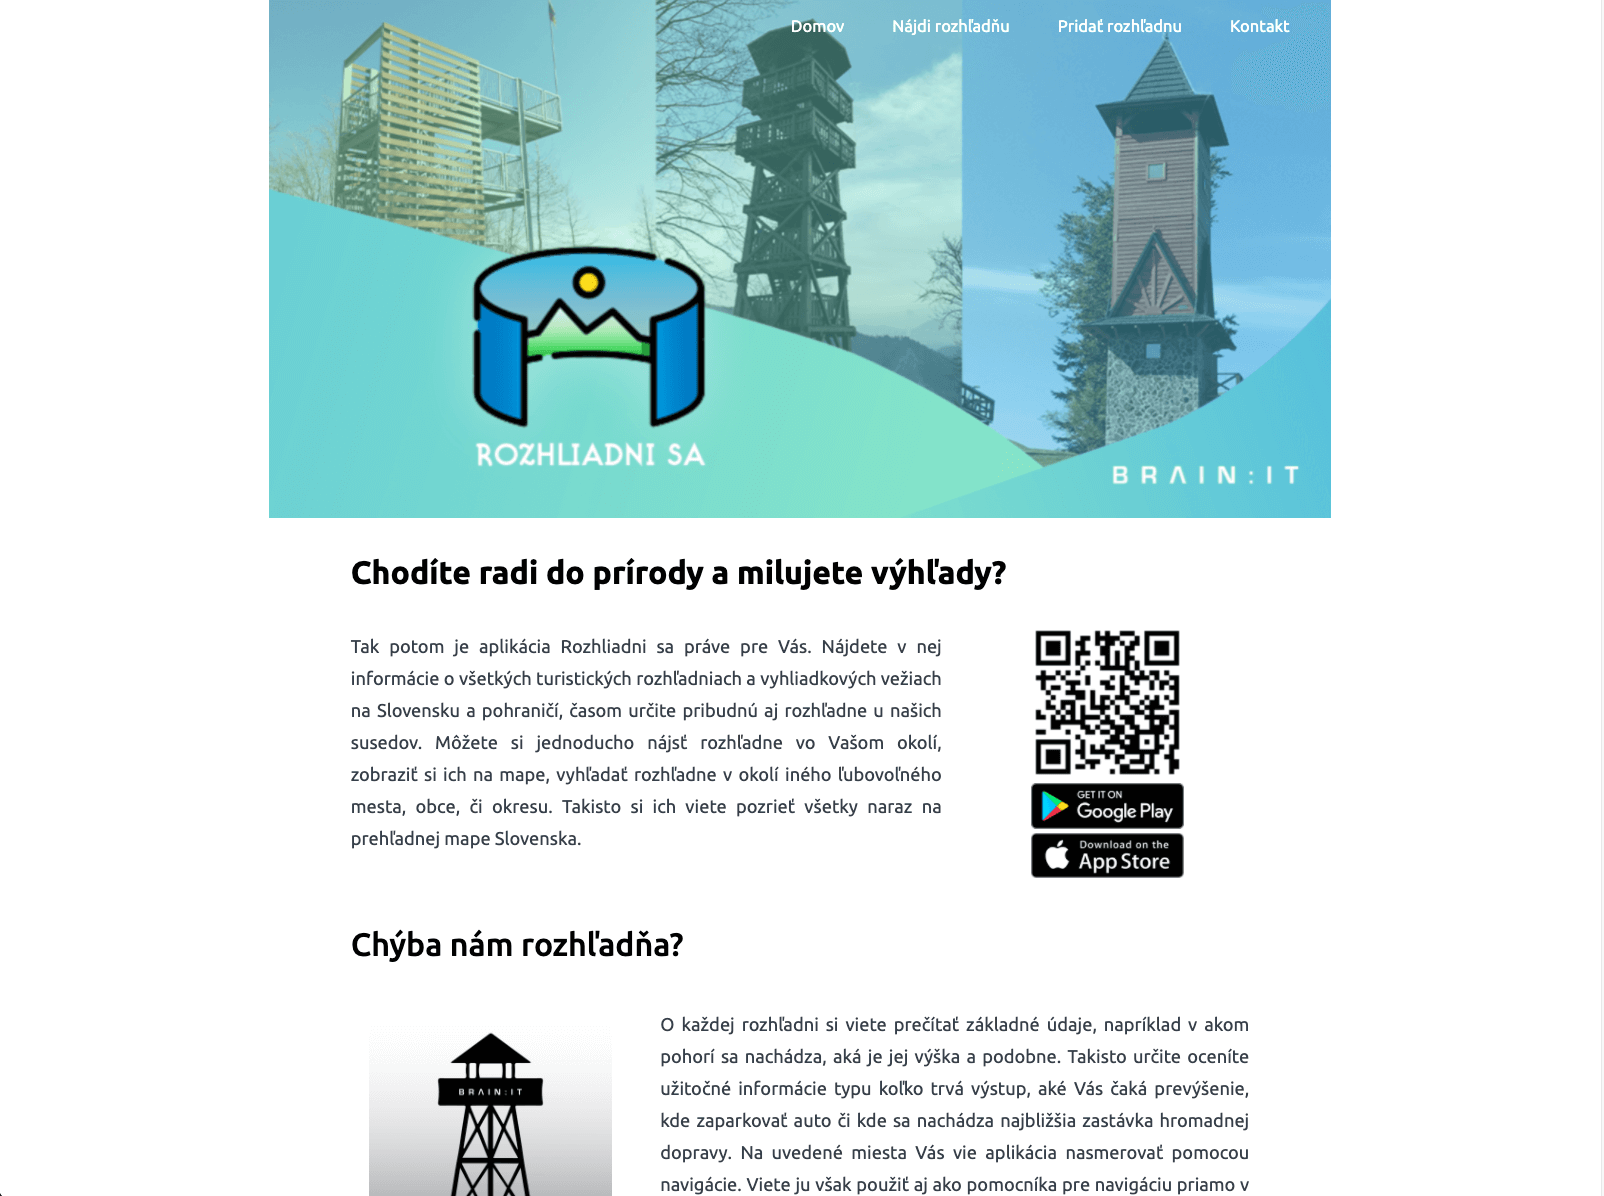 Domov Nájdi rozhľadňu Pridať rozhľadnu Kontakt
ROZHLIADNI SA
BRAIN:IT
Chodíte radi do prírody a milujete výhľady?
Tak potom je aplikácia Rozhliadni sa práve pre Vás. Nájdete v nej
informácie o všetkých turistických rozhľadniach a vyhliadkových vežiach
na Slovensku a pohraničí, časom určite pribudnú aj rozhľadne u našich
susedov. Môžete si jednoducho nájsť rozhľadne vo Vašom okolí,
zobraziť si ich na mape, vyhľadať rozhľadne v okolí iného ľubovoľného
mesta, obce, či okresu. Takisto si ich viete pozrieť všetky naraz na
prehľadnej mape Slovenska.
GET IT ON
Google Play
Download on the
App Store
Chýba nám rozhľadňa?
BRAIN:IT
O každej rozhľadni si viete prečítať základné údaje, napríklad v akom
pohorí sa nachádza, aká je jej výška a podobne. Takisto určite oceníte
užitočné informácie typu koľko trvá výstup, aké Vás čaká prevýšenie,
kde zaparkovať auto či kde sa nachádza najbližšia zastávka hromadnej
dopravy. Na uvedené miesta Vás vie aplikácia nasmerovať pomocou
navigácie. Viete ju však použiť aj ako pomocníka pre navigáciu priamo v